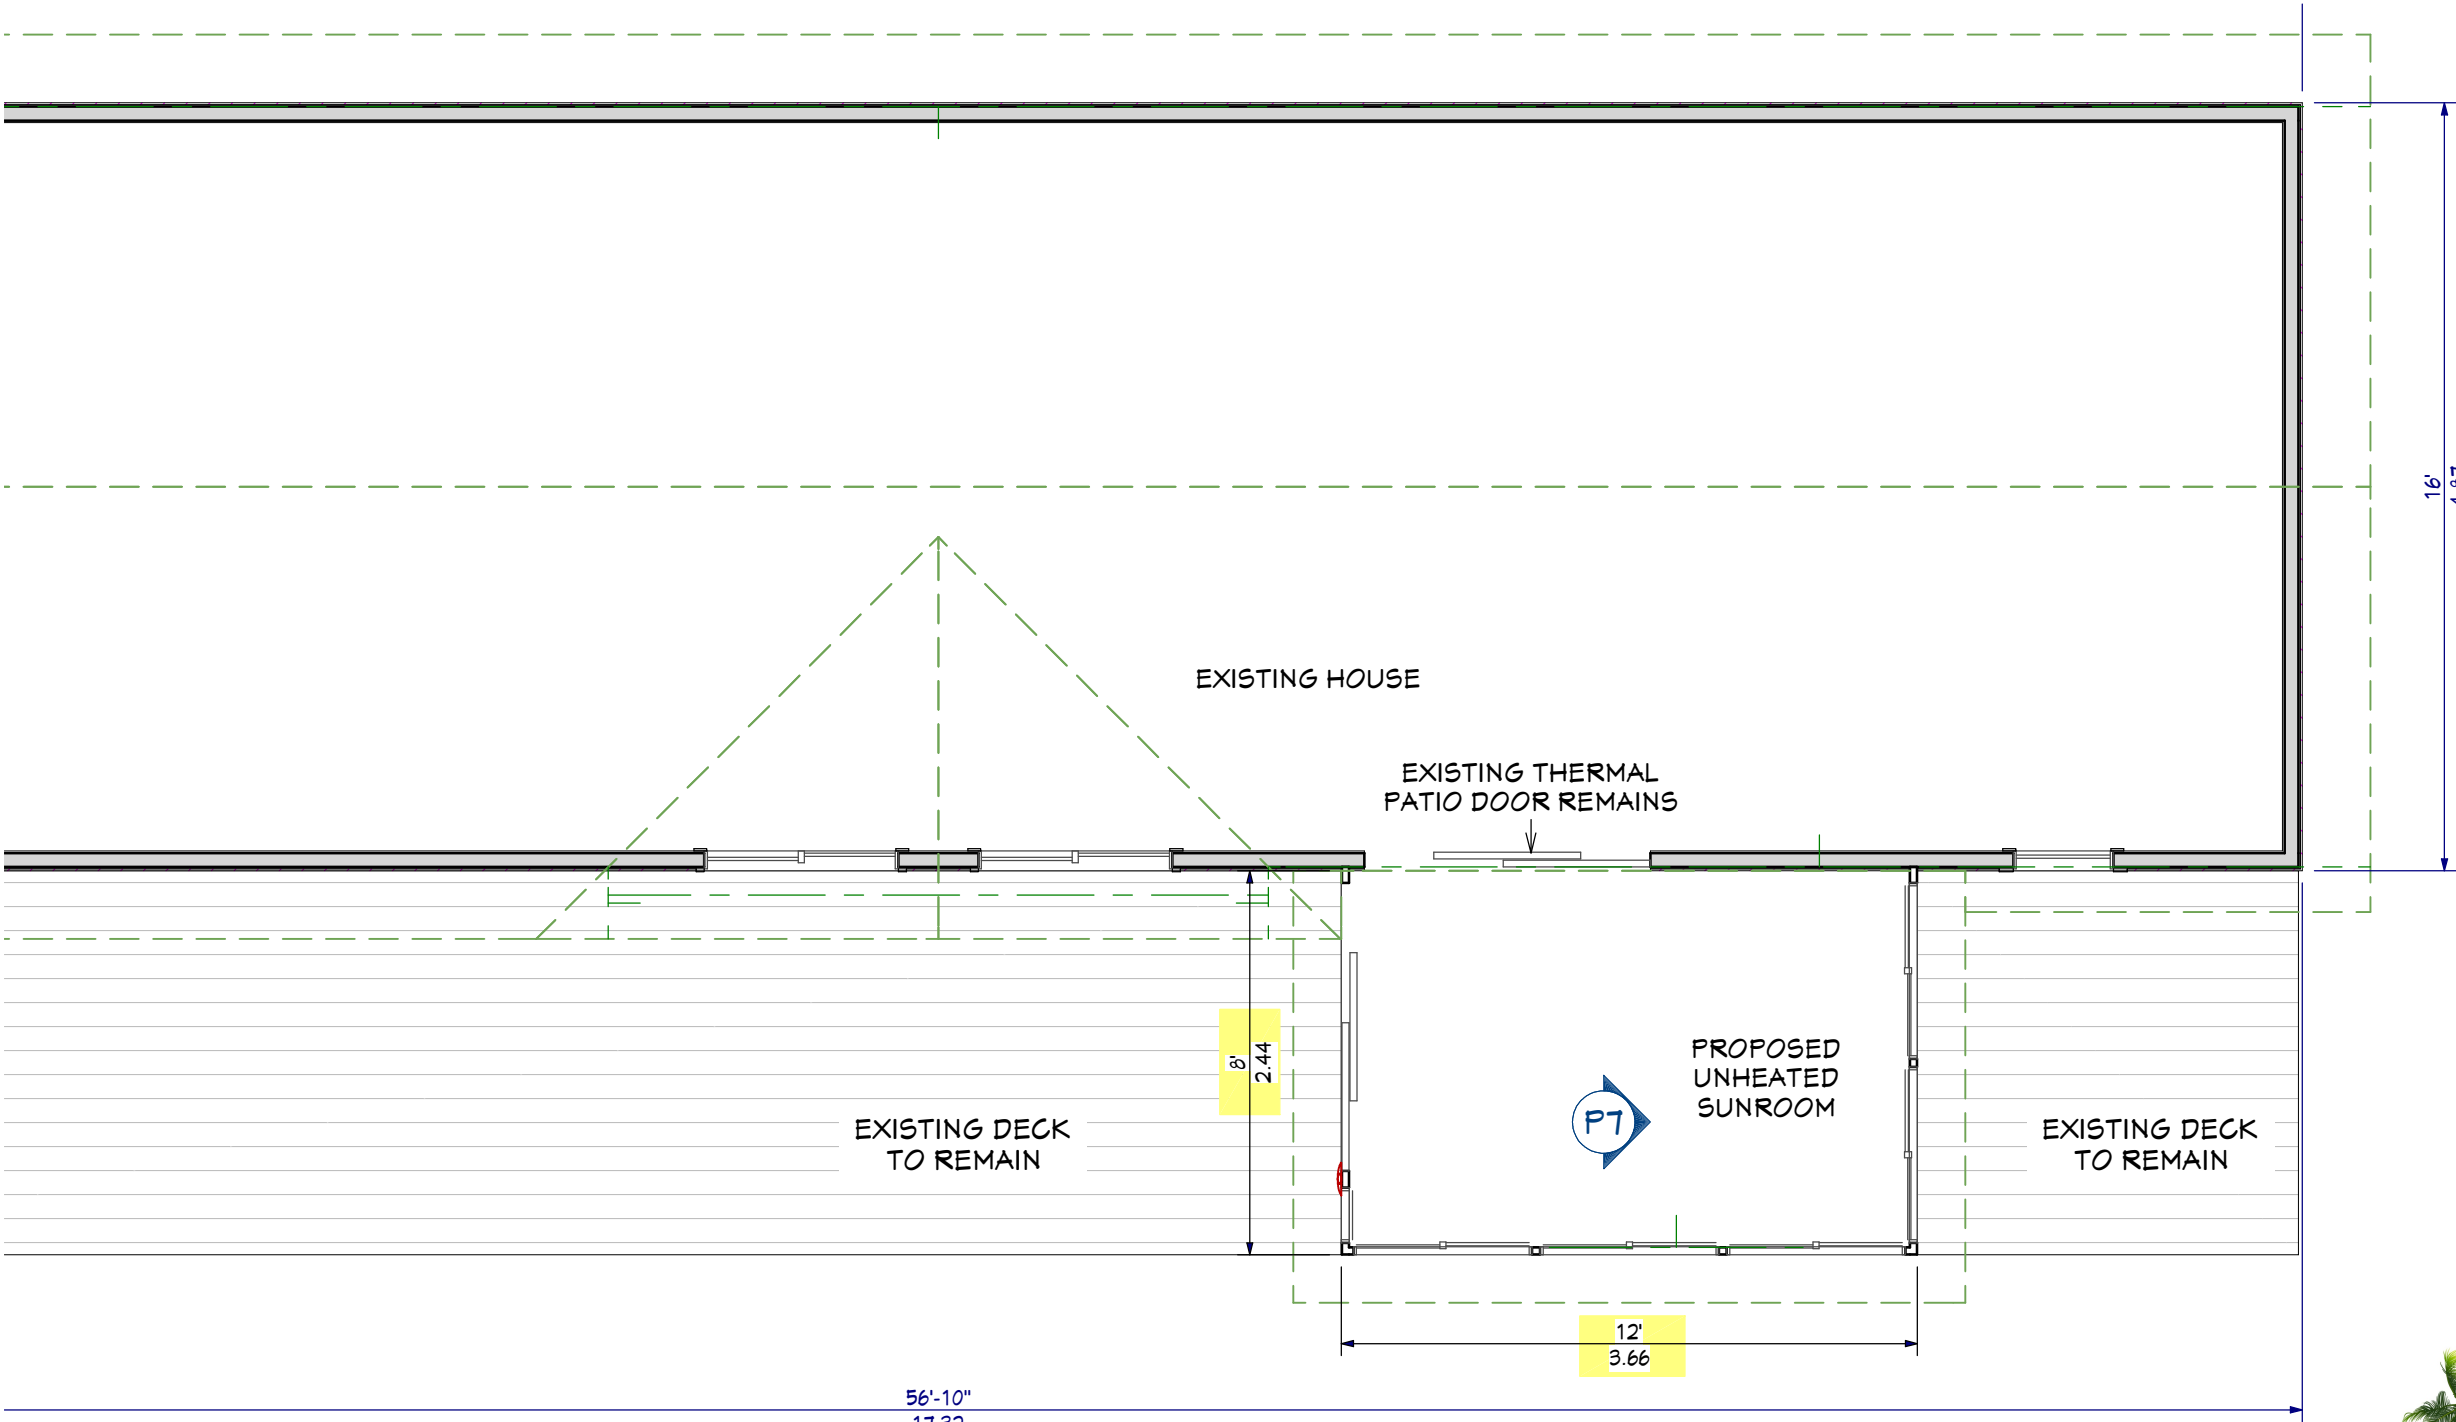 16'
EXISTING HOUSE
EXISTING THERMAL
PATIO DOOR REMAINS
8'
2.44
PROPOSED
UNHEATED
SUNROOM
P7
EXISTING DECK
TO REMAIN
EXISTING DECK
TO REMAIN
12'
3.66
56'-10"